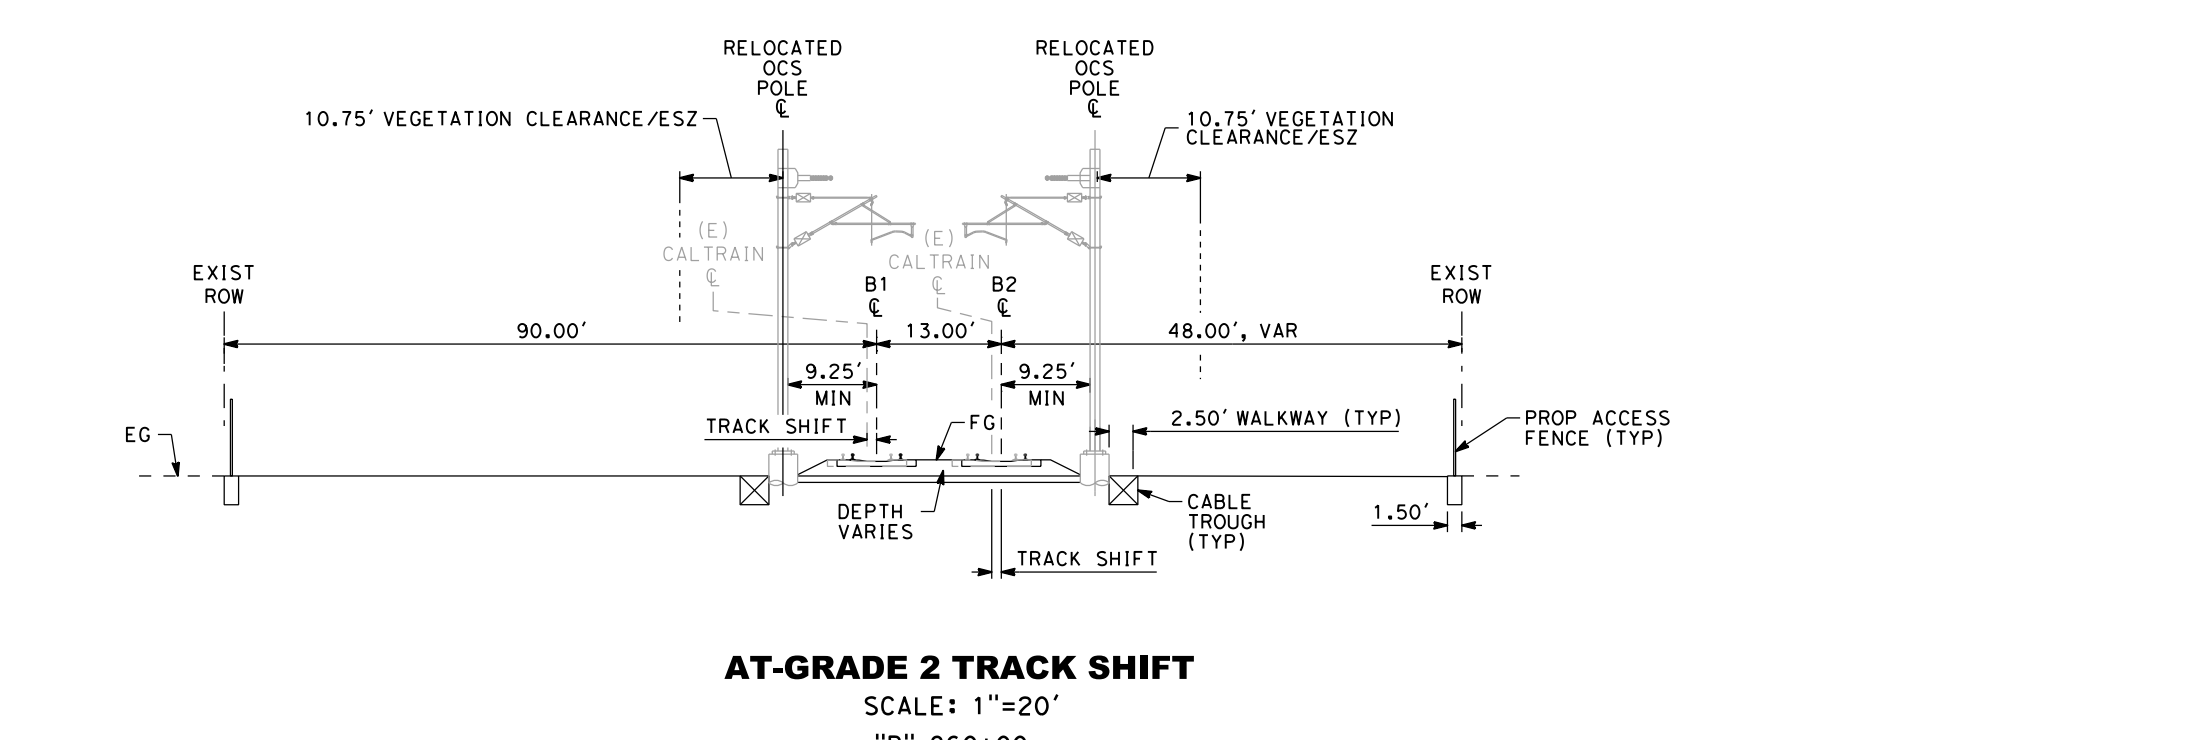 RELOCATED
OCS
POLE
℄
RELOCATED
OCS
POLE
℄
10.75' VEGETATION CLEARANCE/ESZ
10.75' VEGETATION
CLEARANCE/ESZ
(E)
CALTRAIN
℄
(E)
CALTRAIN
℄
EXIST
ROW
B1
℄
B2
℄
EXIST
ROW
90.00'
13.00'
48.00', VAR
9.25'
MIN
9.25'
MIN
TRACK SHIFT
FG
2.50' WALKWAY (TYP)
PROP ACCESS
FENCE (TYP)
EG
DEPTH
VARIES
CABLE
TROUGH
(TYP)
1.50'
TRACK SHIFT
AT-GRADE 2 TRACK SHIFT
SCALE: 1"=20'